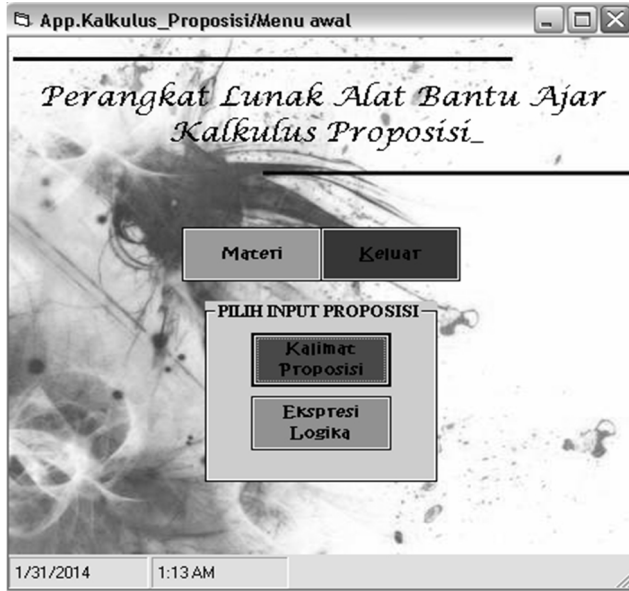 App.Kalkulus_Proposisi/Menu awal
Perangkat Lunak Alat Bantu Ajar
Kalkulus Proposisi_
Materi Keluar
PILIH INPUT PROPOSISI
Kalimat
Proposisi
Ekspresi
Logika
1/31/2014 1:13 AM